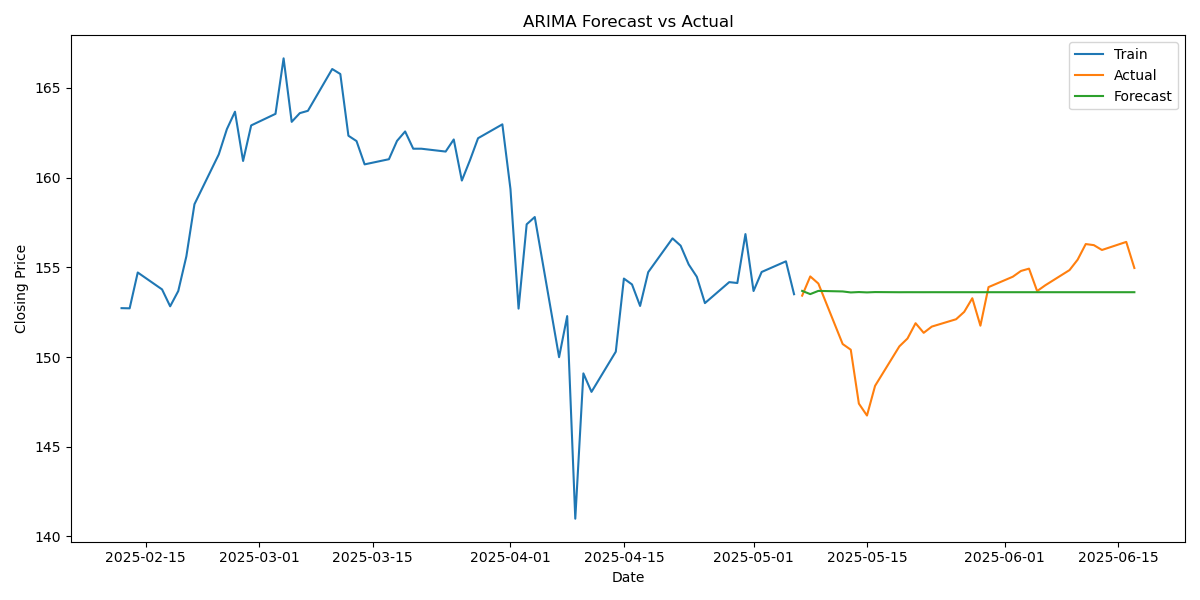 ARIMA Forecast vs Actual
Train
Actual
Forecast
Closing Price
165
160
155
150
145
140
2025-02-15
2025-03-01
2025-03-15
2025-04-01
2025-04-15
2025-05-01
2025-05-15
2025-06-01
2025-06-15
Date